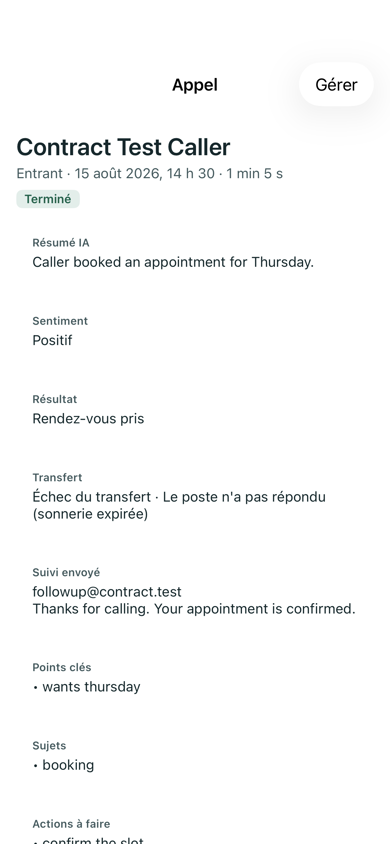 Appel
Gérer
Contract Test Caller
Entrant · 15 août 2026, 14 h 30 · 1 min 5 s
Terminé
Résumé IA
Caller booked an appointment for Thursday.
Sentiment
Positif
Résultat
Rendez-vous pris
Transfert
Échec du transfert · Le poste n'a pas répondu
(sonnerie expirée)
Suivi envoyé
followup@contract.test
Thanks for calling. Your appointment is confirmed.
Points clés
• wants thursday
Sujets
• booking
Actions à faire
• confirm the slot